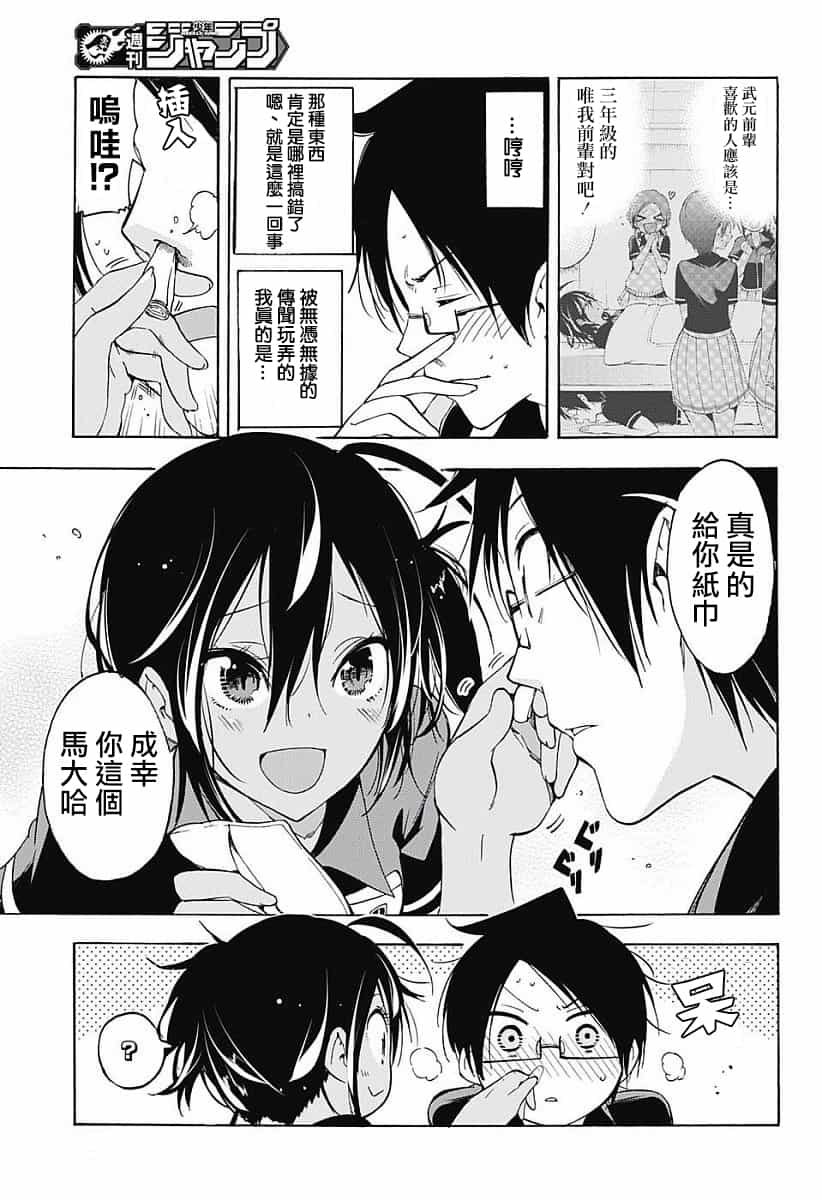 週刊
少年
ジャンプ
武元前輩
喜歡的人應該是…
三年級的
唯我前輩對吧！
…哼哼
那種東西
肯定是哪裡搞錯了
嗯、就是這麼一回事
被無憑無據的
傳聞玩弄的
我真的是…
插入
嗚哇!?
真是的
給你紙巾
成幸
你這個
馬大哈
ぐり
ぐり
呆
?